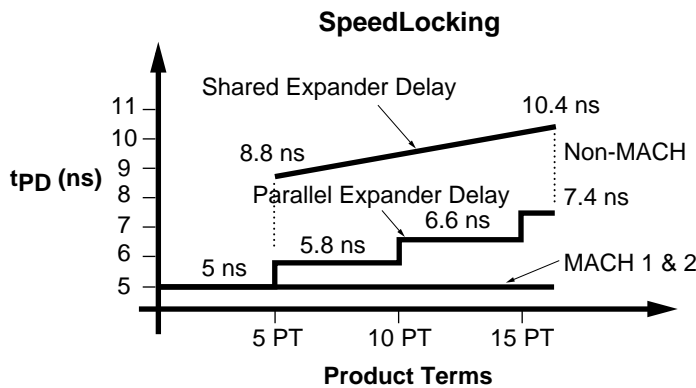 SpeedLocking
Shared Expander Delay
10.4 ns
11
10
8.8 ns
Non-MACH
9
tPD (ns)
8
Parallel Expander Delay
7.4 ns
7
6.6 ns
6
5.8 ns
5 ns
MACH 1 & 2
5
5 PT
10 PT
15 PT
Product Terms